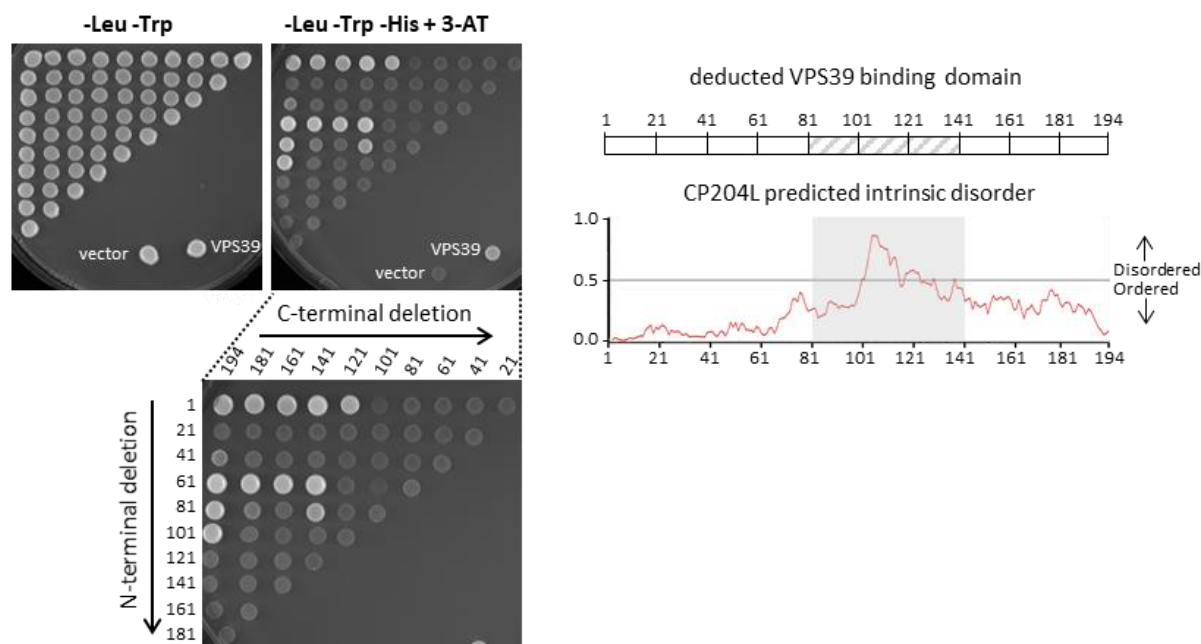 -Leu -Trp
-Leu -Trp -His + 3-AT
vector
VPS39
vector
VPS39
C-terminal deletion
194 181 161 141 121 101 81 61 41 21
N-terminal deletion
1
21
41
61
81
101
121
141
161
181
deducted VPS39 binding domain
1 21 41 61 81 101 121 141 161 181 194
CP204L predicted intrinsic disorder
1.0
0.5
0.0
1 21 41 61 81 101 121 141 161 181 194
Disordered
Ordered